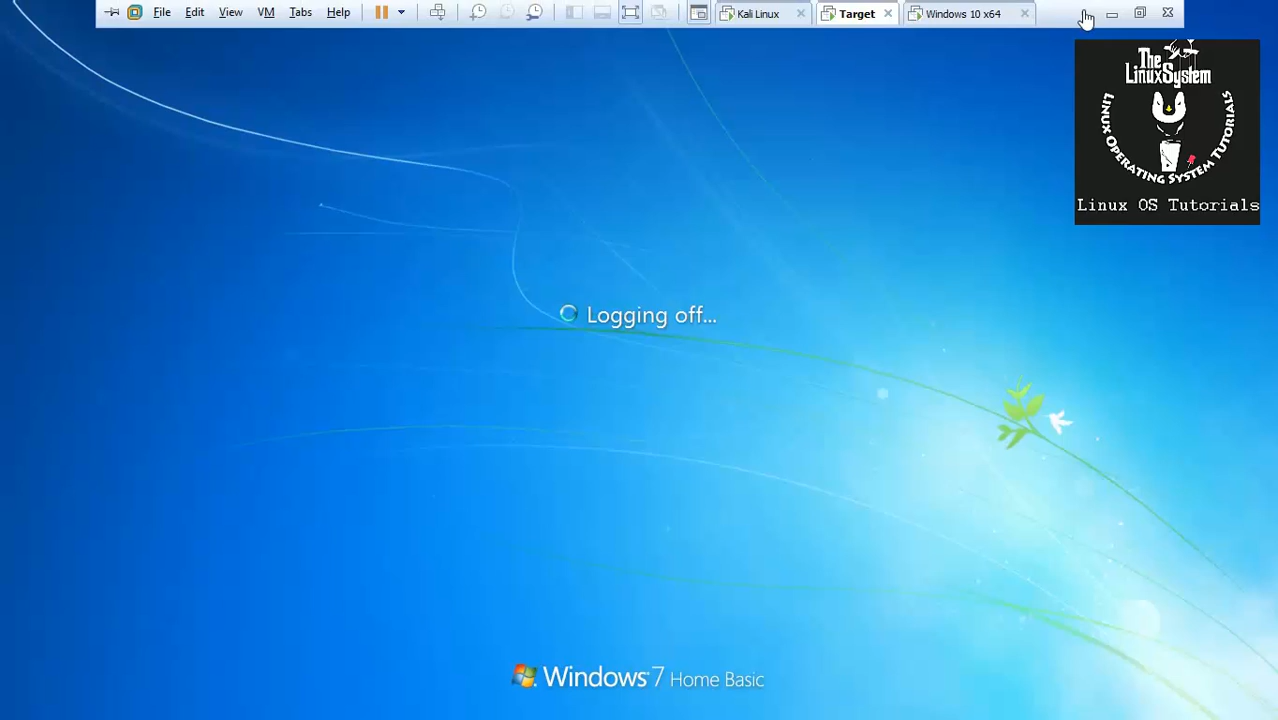 File Edit View VM Tabs Help Kali Linux Target Windows 10 x64
The
LinuxSystem
Linux Operating System Tutorials
Linux OS Tutorials
Logging off...
Windows 7 Home Basic